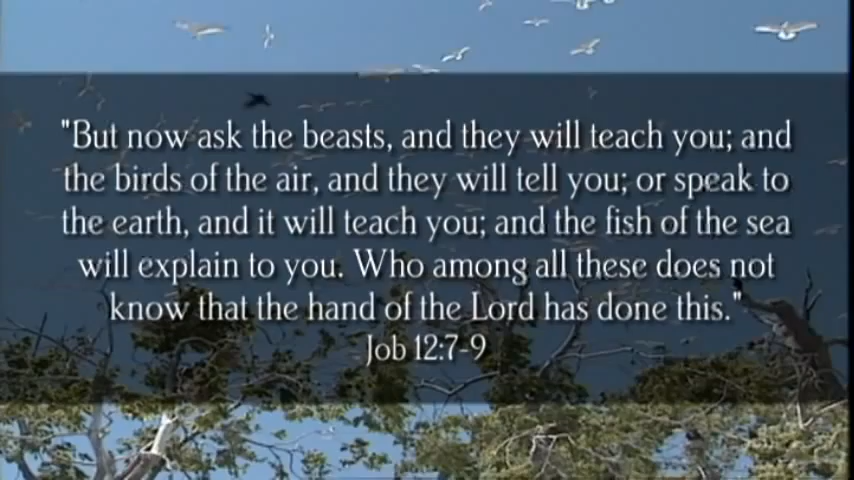 "But now ask the beasts, and they will teach you; and
the birds of the air, and they will tell you; or speak to
the earth, and it will teach you; and the fish of the sea
will explain to you. Who among all these does not
know that the hand of the Lord has done this."
Job 12:7-9